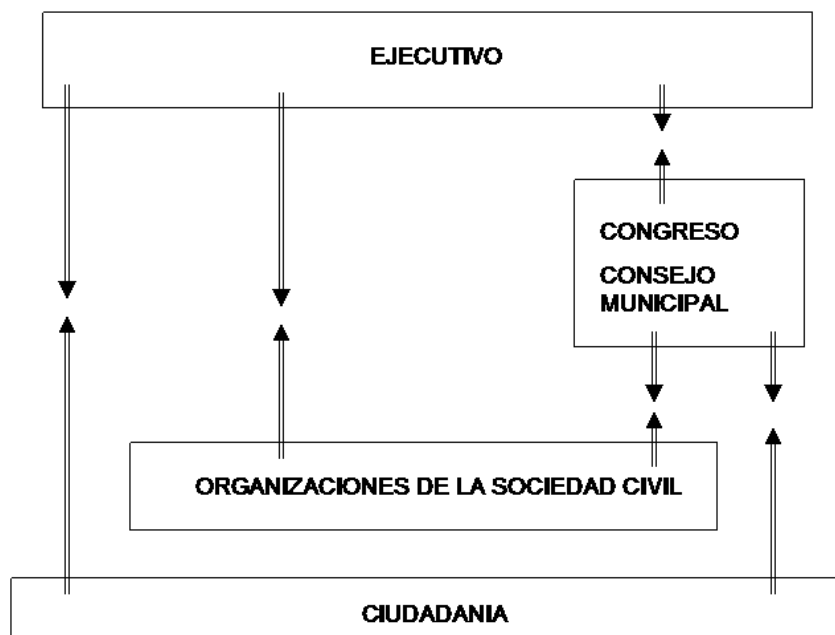 EJECUTIVO
CONGRESO
CONSEJO
MUNICIPAL
ORGANIZACIONES DE LA SOCIEDAD CIVIL
CIUDADANIA